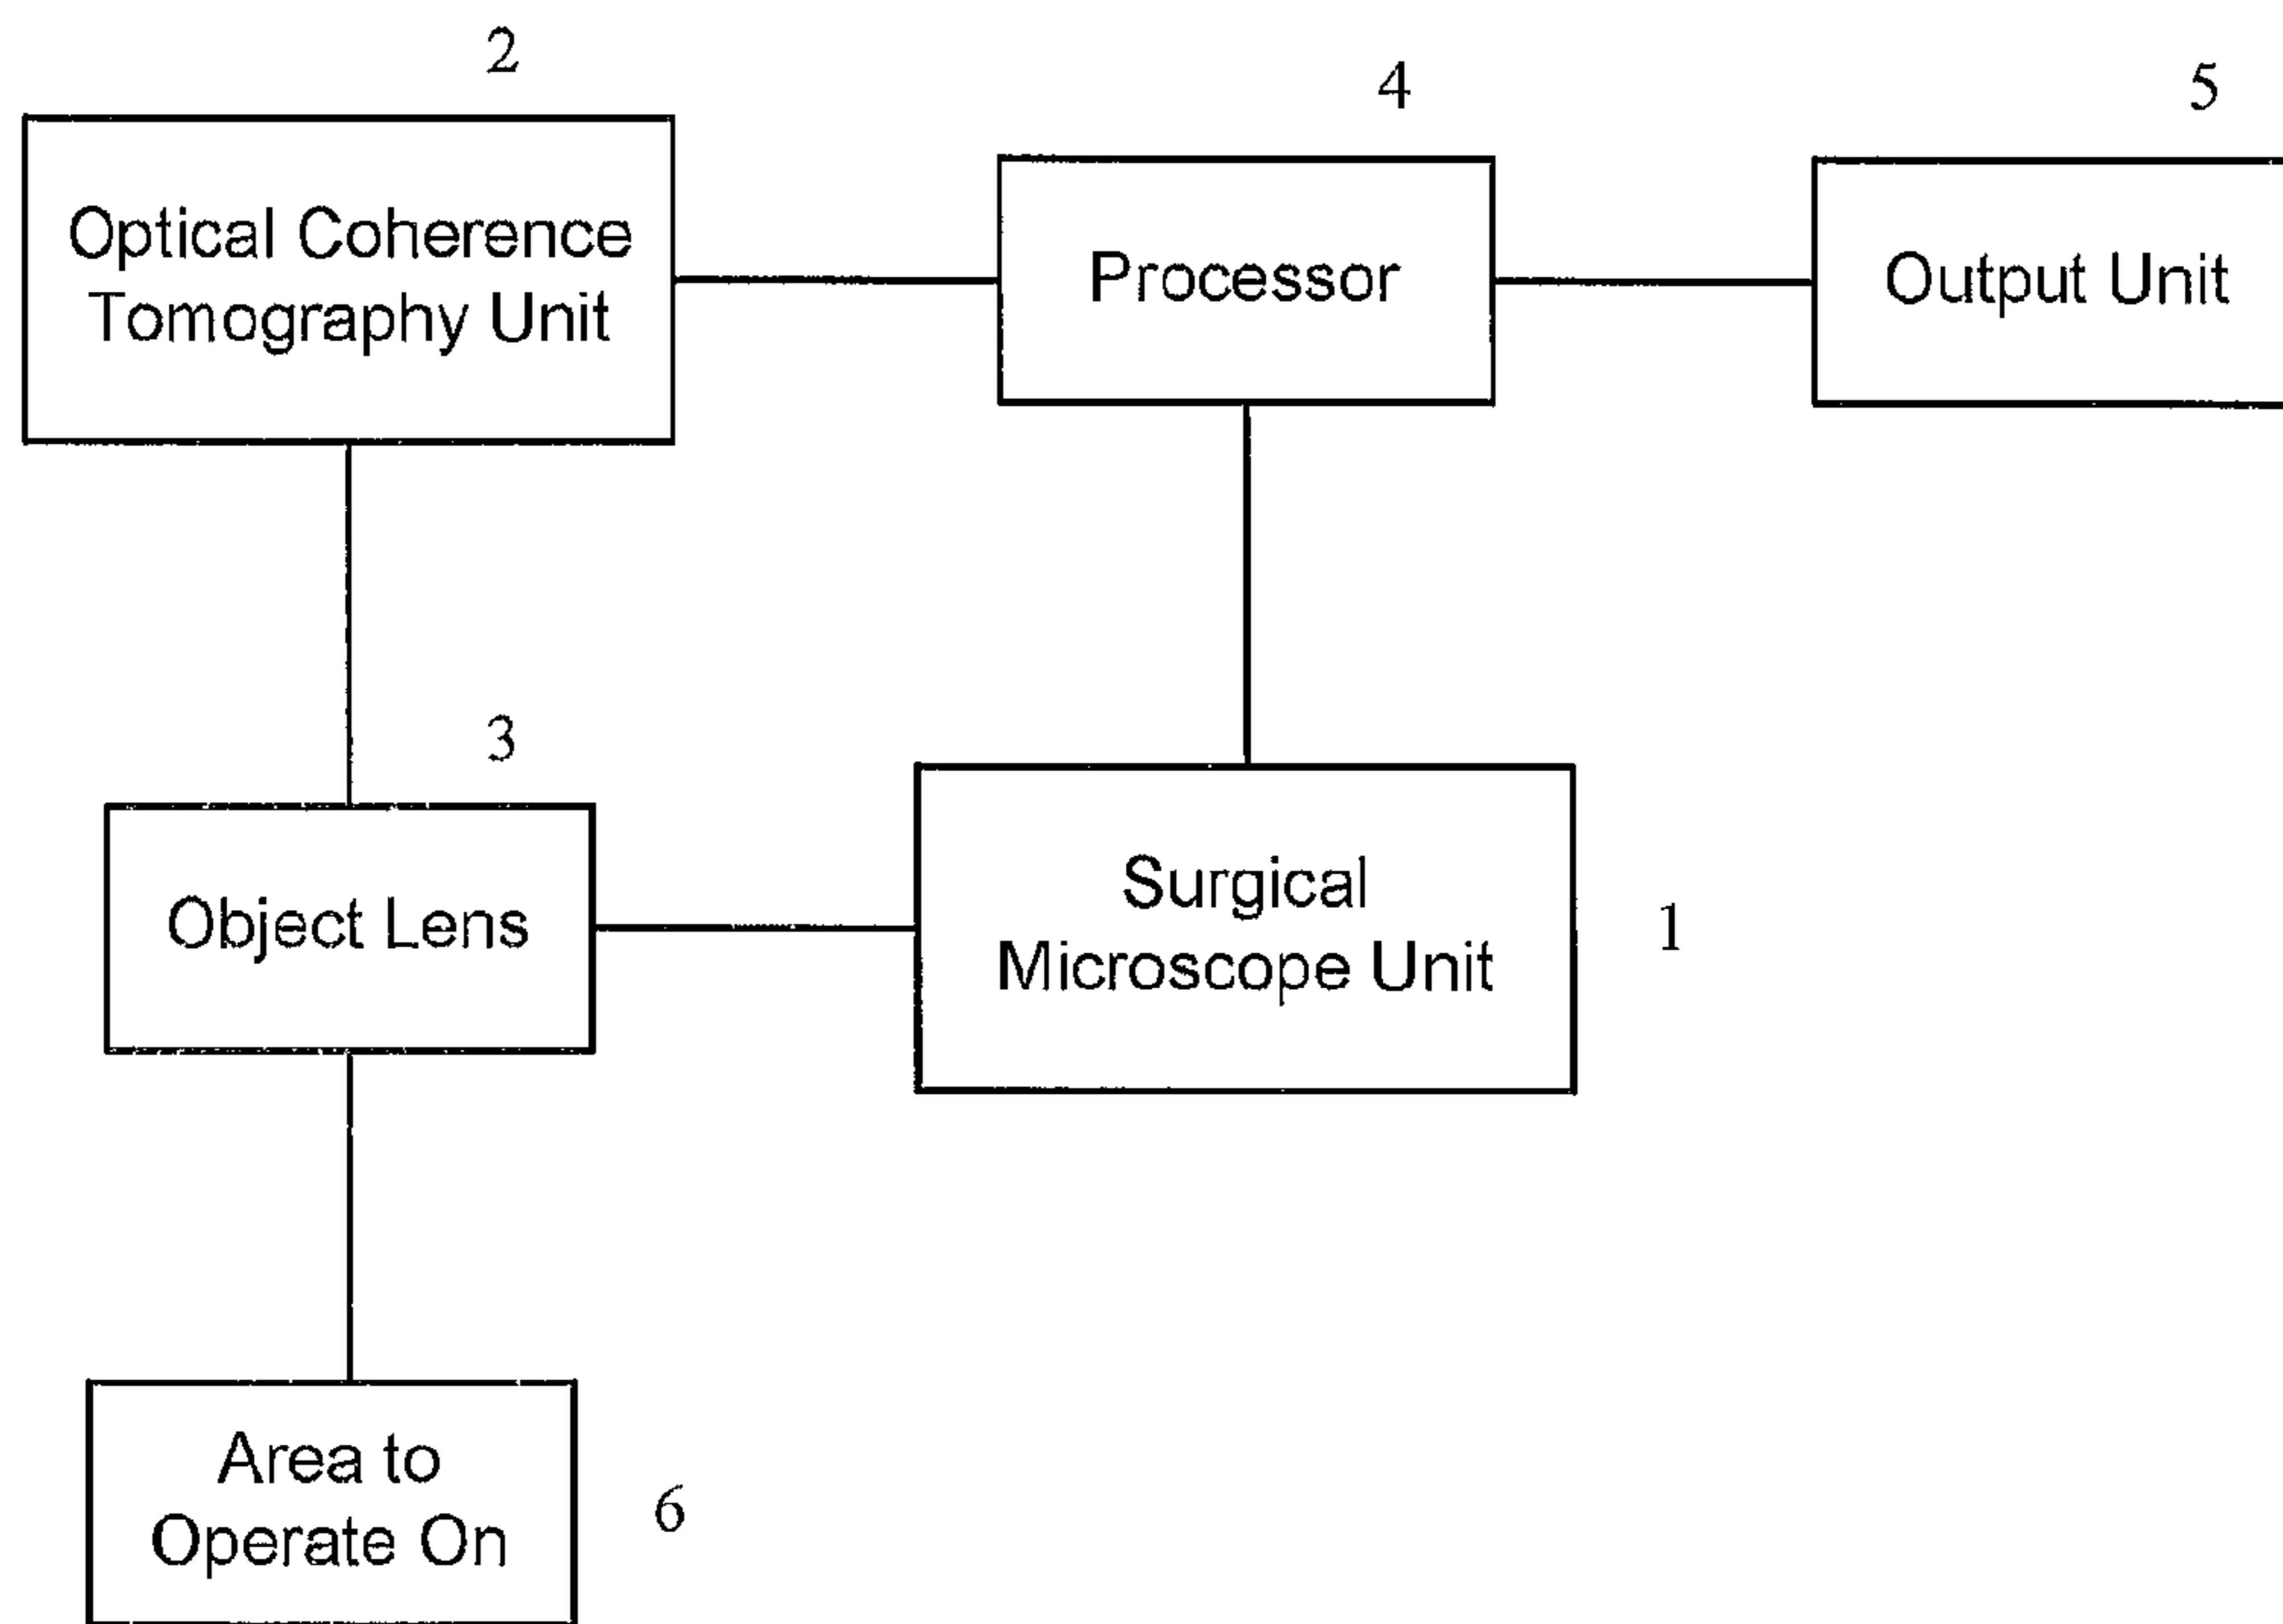 2
4
5
Optical Coherence
Tomography Unit
Processor
Output Unit
3
Object Lens
Surgical
Microscope Unit
1
Area to
Operate On
6